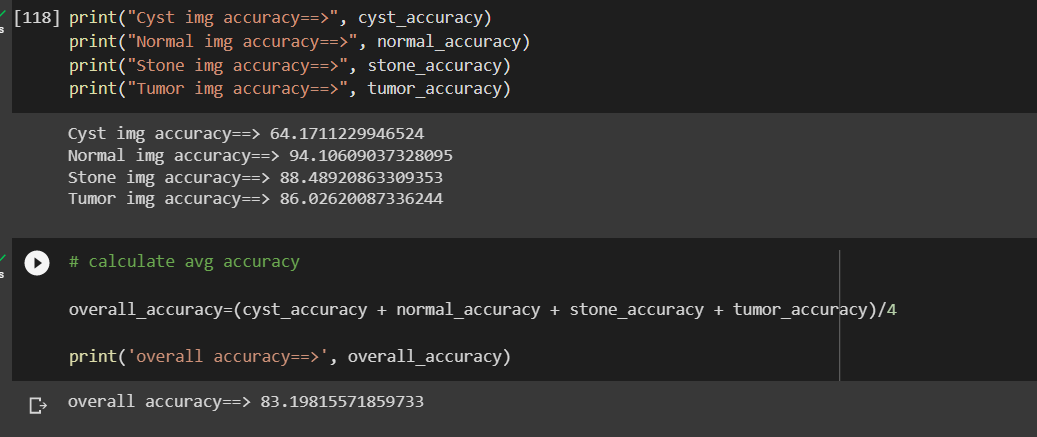 [118] print("Cyst img accuracy==>", cyst_accuracy)
print("Normal img accuracy==>", normal_accuracy)
print("Stone img accuracy==>", stone_accuracy)
print("Tumor img accuracy==>", tumor_accuracy)
s
Cyst img accuracy==> 64.1711229946524
Normal img accuracy==> 94.10609037328095
Stone img accuracy==> 88.48920863309353
Tumor img accuracy==> 86.02620087336244
# calculate avg accuracy
s
overall_accuracy=(cyst_accuracy + normal_accuracy + stone_accuracy + tumor_accuracy)/4
print('overall accuracy==>', overall_accuracy)
overall accuracy==> 83.19815571859733